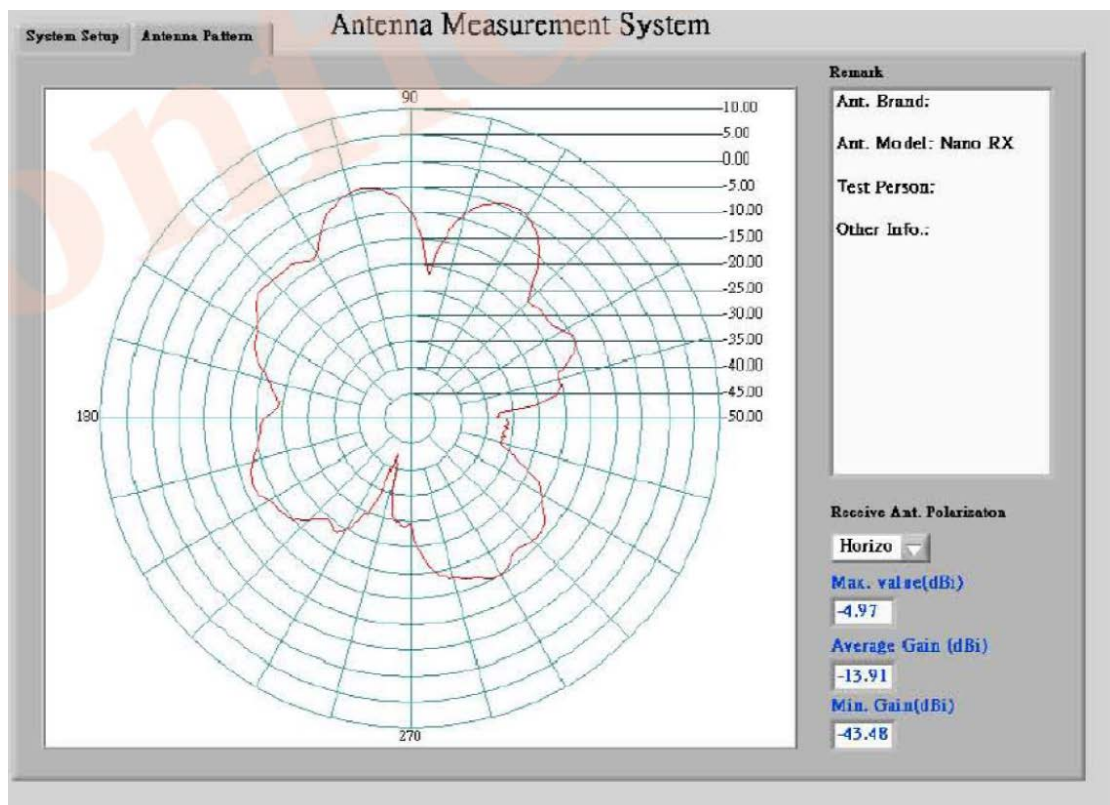 Antenna Measurement System
System Setup
Antenna Pattern
90
10.00
5.00
0.00
-5.00
-10.00
-15.00
-20.00
-25.00
-30.00
-35.00
-40.00
-45.00
-50.00
180
270
Remark
Ant. Brand:
Ant. Model: Nano RX
Test Person:
Other Info.:
Receive Ant. Polarizaton
Horizo
Max. value(dBi)
-4.97
Average Gain (dBi)
-13.91
Min. Gain(dBi)
-43.48